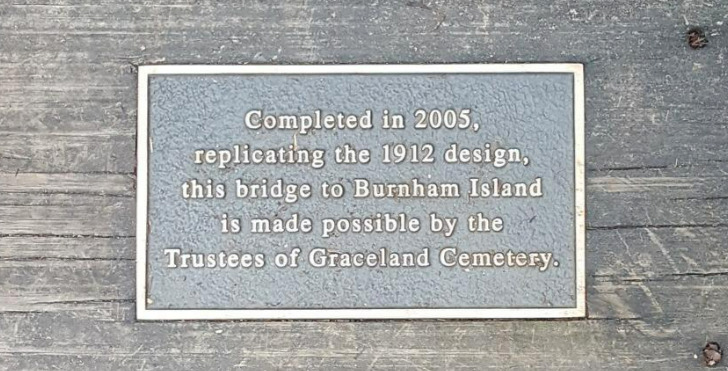 Completed in 2005,
replicating the 1912 design,
this bridge to Burnham Island
is made possible by the
Trustees of Graceland Cemetery.